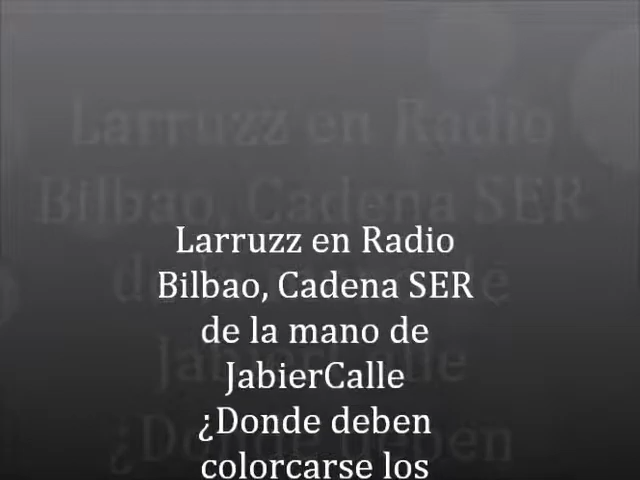 Larruzz en Radio
Bilbao, Cadena SER
de la mano de
JabierCalle
¿Donde deben
colorcarse los